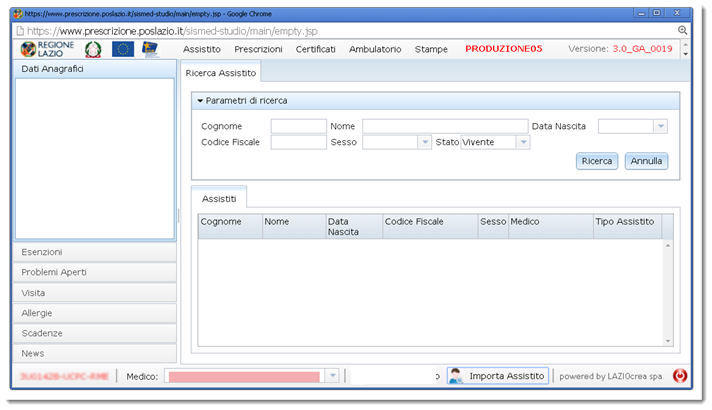 https://www.prescrizione.poslazio.it/sismed-studio/main/empty.jsp - Google Chrome
https://www.prescrizione.poslazio.it/sismed-studio/main/empty.jsp
REGIONE
LAZIO
Assistito Prescrizioni Certificati Ambulatorio Stampe PRODUZIONE05 Versione: 3.0_GA_0019
Dati Anagrafici
Ricerca Assistito
Parametri di ricerca
Cognome Nome Data Nascita
Codice Fiscale Sesso Stato Vivente
Ricerca Annulla
Assistiti
Cognome Nome Data Nascita Codice Fiscale Sesso Medico Tipo Assistito
Esenzioni
Problemi Aperti
Visita
Allergie
Scadenze
News
Medico: o Importa Assistito powered by LAZIOcrea spa